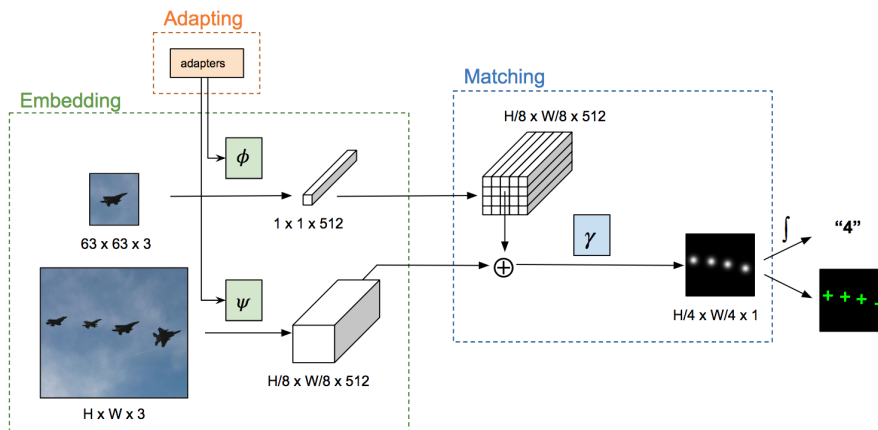 Adapting
adapters
Embedding
Matching
H/8 x W/8 x 512
ϕ
63 x 63 x 3
1 x 1 x 512
γ
∫
“4”
ψ
H/4 x W/4 x 1
H/8 x W/8 x 512
H x W x 3